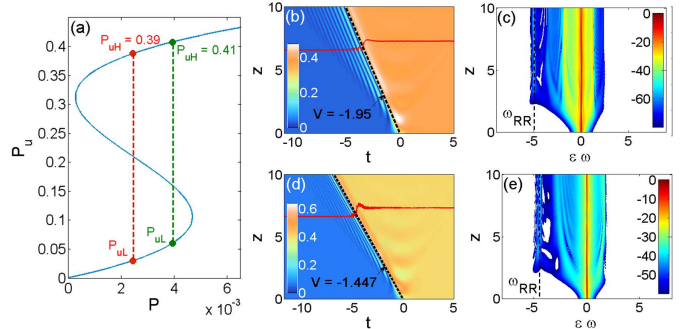 (a)
P_uH = 0.39
P_uH = 0.41
P_uL
P_uL
P_u
0.4
0.35
0.3
0.25
0.2
0.15
0.1
0.05
0
0 2 4 6
P x 10⁻³
(b)
z
10
5
0
0.4
0.2
0
V = -1.95
-10 -5 0 5
t
(c)
z
10
5
0
0
-20
-40
-60
ω_RR
-5 0 5
ε ω
(d)
z
10
5
0
0.6
0.4
0.2
0
V = -1.447
-10 -5 0 5
t
(e)
z
10
5
0
0
-10
-20
-30
-40
-50
ω_RR
-5 0 5
ε ω